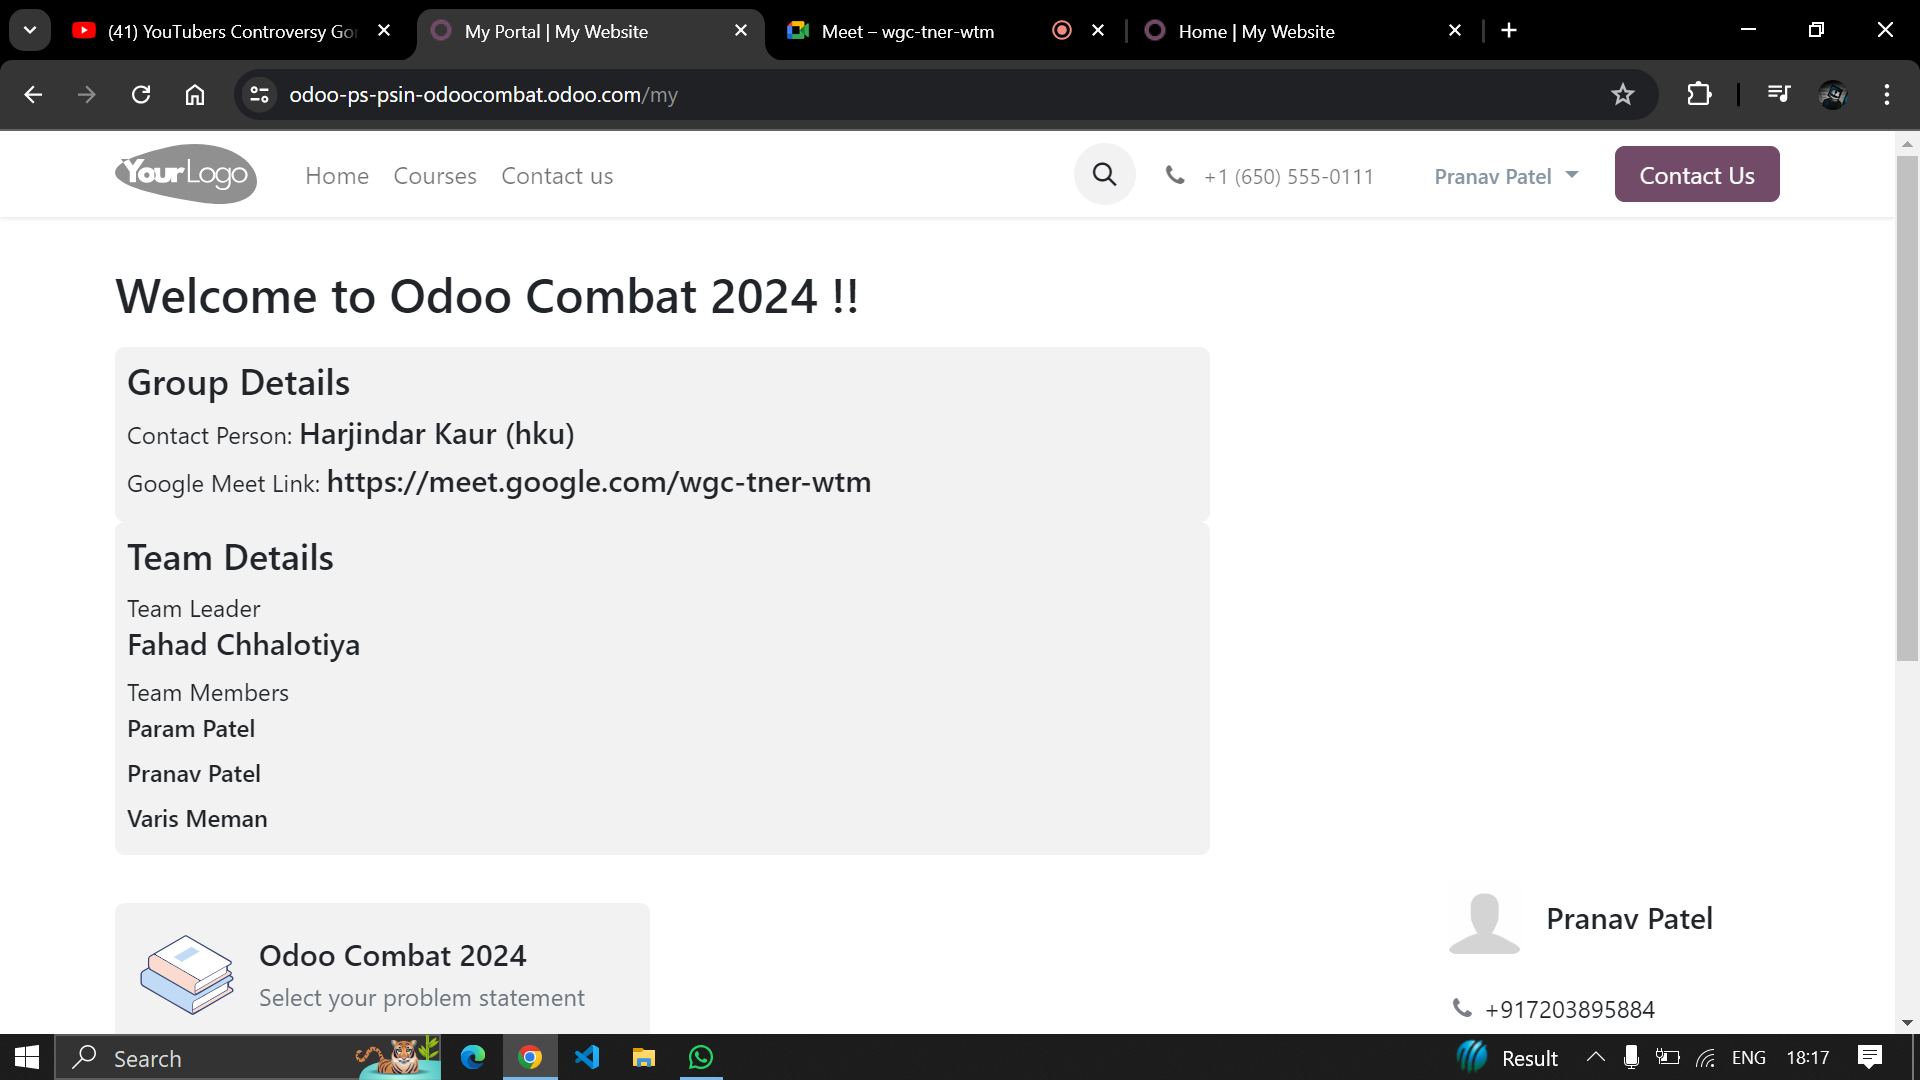 (41) YouTubers Controversy Gor
My Portal | My Website
Meet – wgc-tner-wtm
Home | My Website
odoo-ps-psin-odoocombat.odoo.com/my
YourLogo
Home
Courses
Contact us
+1 (650) 555-0111
Pranav Patel
Contact Us
Welcome to Odoo Combat 2024 !!
Group Details
Contact Person: Harjindar Kaur (hku)
Google Meet Link: https://meet.google.com/wgc-tner-wtm
Team Details
Team Leader
Fahad Chhalotiya
Team Members
Param Patel
Pranav Patel
Varis Meman
Odoo Combat 2024
Select your problem statement
Pranav Patel
+917203895884
Search
Result
ENG
18:17